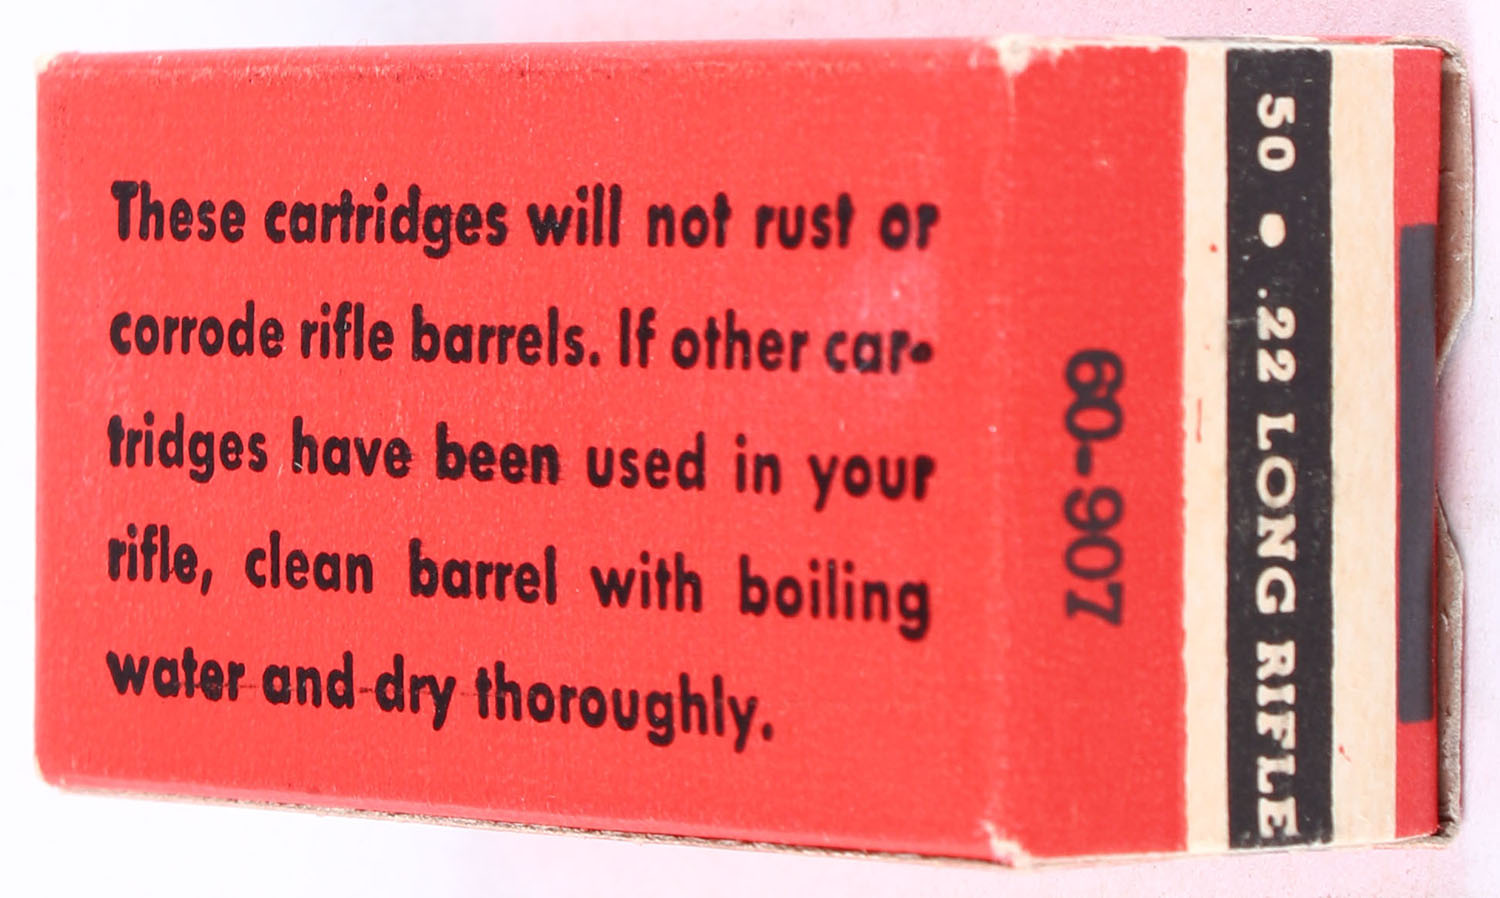 These cartridges will not rust or
corrode rifle barrels. If other car-
tridges have been used in your
rifle, clean barrel with boiling
water and dry thoroughly.
60-907
50 • .22 LONG RIFLE